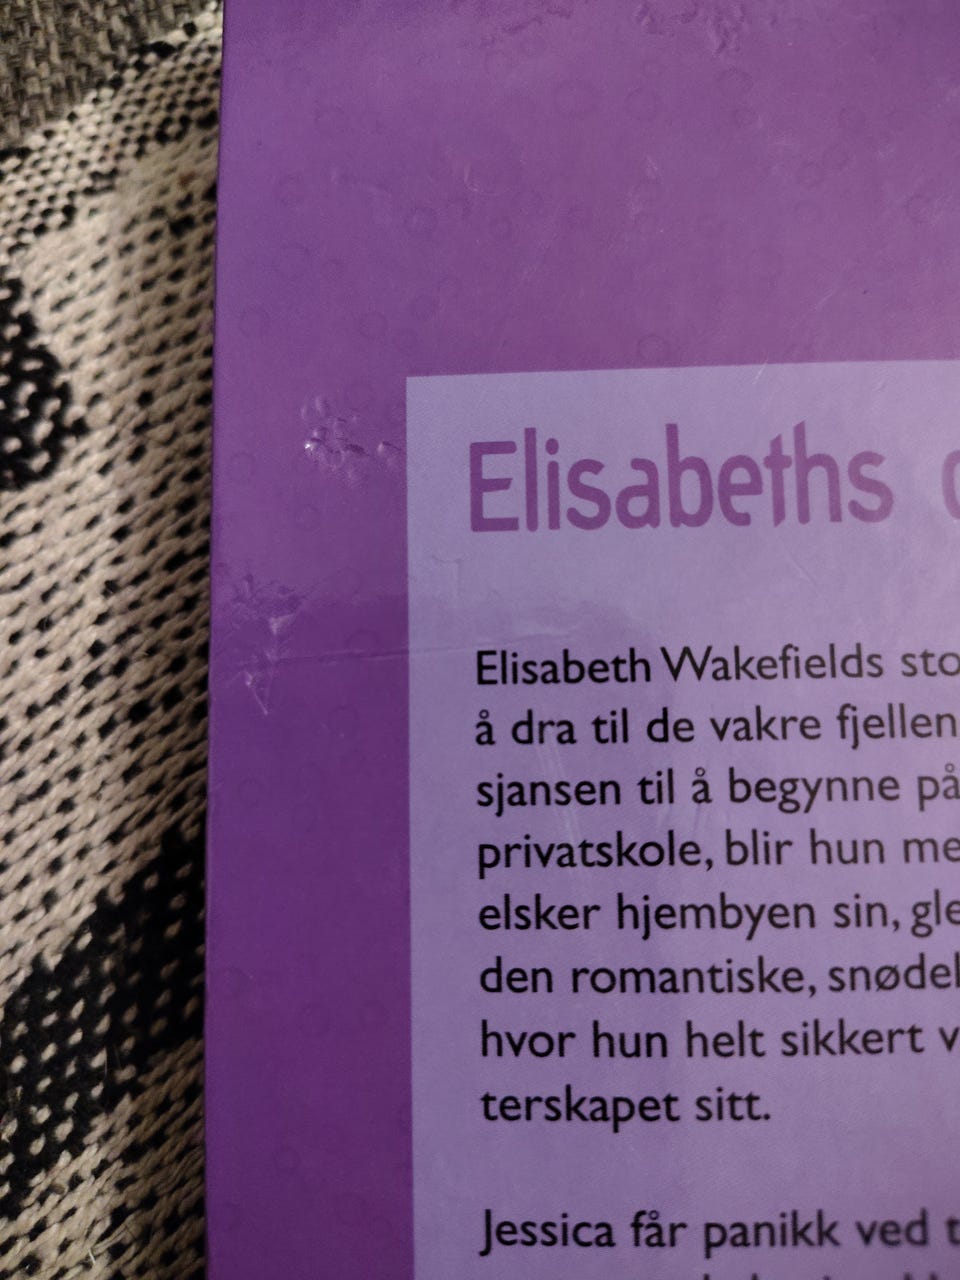 Elisabeths
Elisabeth Wakefields
å dra til de vakre
sjansen til å begynne på
privatskole, blir hun
elsker hjembyen sin,
den romantiske,
hvor hun helt sikkert
terskapet sitt.
Jessica får panikk ved